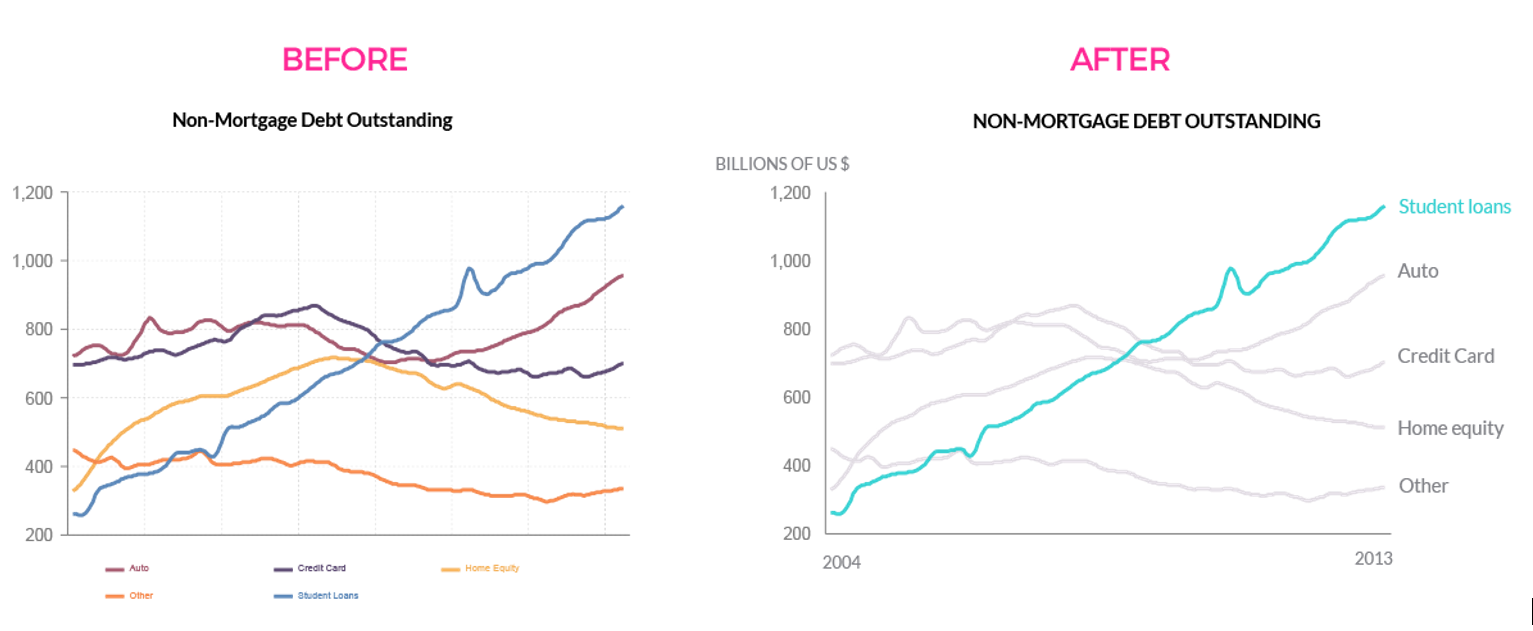 BEFORE
Non-Mortgage Debt Outstanding
1,200
1,000
800
600
400
200
Auto
Credit Card
Home Equity
Other
Student Loans
AFTER
NON-MORTGAGE DEBT OUTSTANDING
BILLIONS OF US $
1,200
1,000
800
600
400
200
Student loans
Auto
Credit Card
Home equity
Other
2004
2013